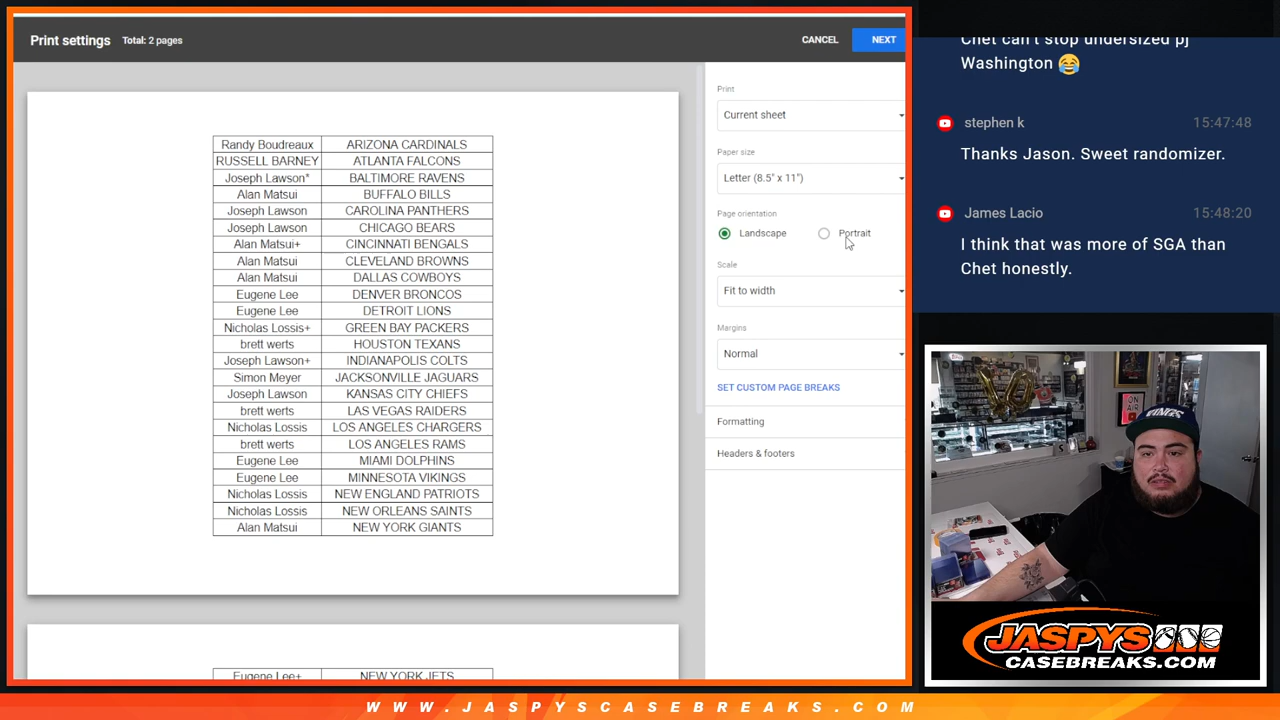 Print settings Total: 2 pages CANCEL NEXT
Randy Boudreaux ARIZONA CARDINALS
RUSSELL BARNEY ATLANTA FALCONS
Joseph Lawson* BALTIMORE RAVENS
Alan Matsui BUFFALO BILLS
Joseph Lawson CAROLINA PANTHERS
Joseph Lawson CHICAGO BEARS
Alan Matsui+ CINCINNATI BENGALS
Alan Matsui CLEVELAND BROWNS
Alan Matsui DALLAS COWBOYS
Eugene Lee DENVER BRONCOS
Eugene Lee DETROIT LIONS
Nicholas Lossis+ GREEN BAY PACKERS
brett werts HOUSTON TEXANS
Joseph Lawson+ INDIANAPOLIS COLTS
Simon Meyer JACKSONVILLE JAGUARS
Joseph Lawson KANSAS CITY CHIEFS
brett werts LAS VEGAS RAIDERS
Nicholas Lossis LOS ANGELES CHARGERS
brett werts LOS ANGELES RAMS
Eugene Lee MIAMI DOLPHINS
Eugene Lee MINNESOTA VIKINGS
Nicholas Lossis NEW ENGLAND PATRIOTS
Nicholas Lossis NEW ORLEANS SAINTS
Alan Matsui NEW YORK GIANTS
Eugene Lee+ NEW YORK JETS
Print
Current sheet
Paper size
Letter (8.5" x 11")
Page orientation
Landscape Portrait
Scale
Fit to width
Margins
Normal
SET CUSTOM PAGE BREAKS
Formatting
Headers & footers
Chet can't stop undersized pj
Washington 😂
stephen k 15:47:48
Thanks Jason. Sweet randomizer.
James Lacio 15:48:20
I think that was more of SGA than
Chet honestly.
ON
AIR
JASPYS
CASEBREAKS.COM
WWW.JASPYSCASEBREAKS.COM